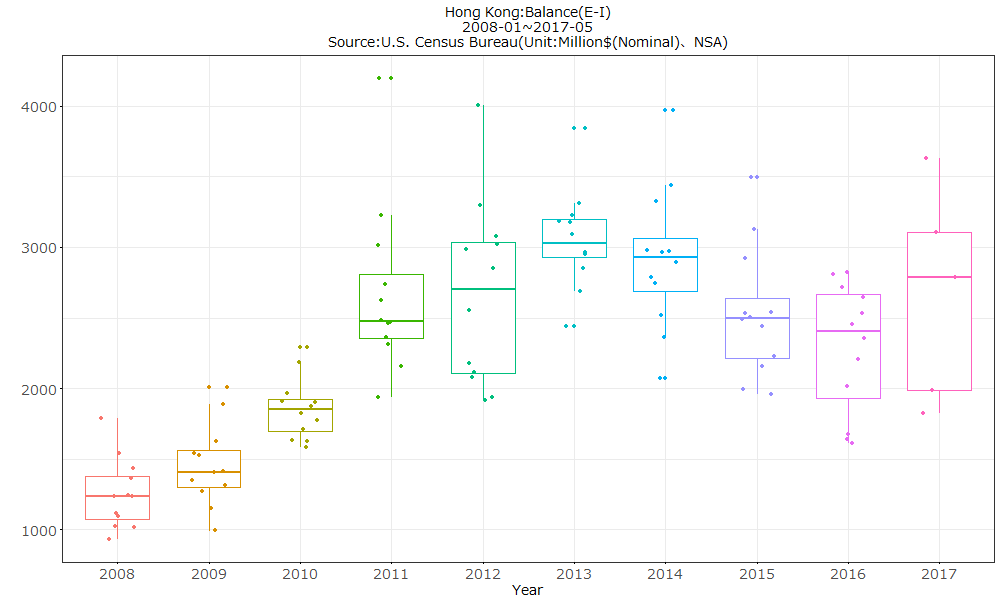 Hong Kong:Balance(E-I)
2008-01~2017-05
Source:U.S. Census Bureau(Unit:Million$(Nominal)、NSA)
4000
3000
2000
1000
2008 2009 2010 2011 2012 2013 2014 2015 2016 2017
Year